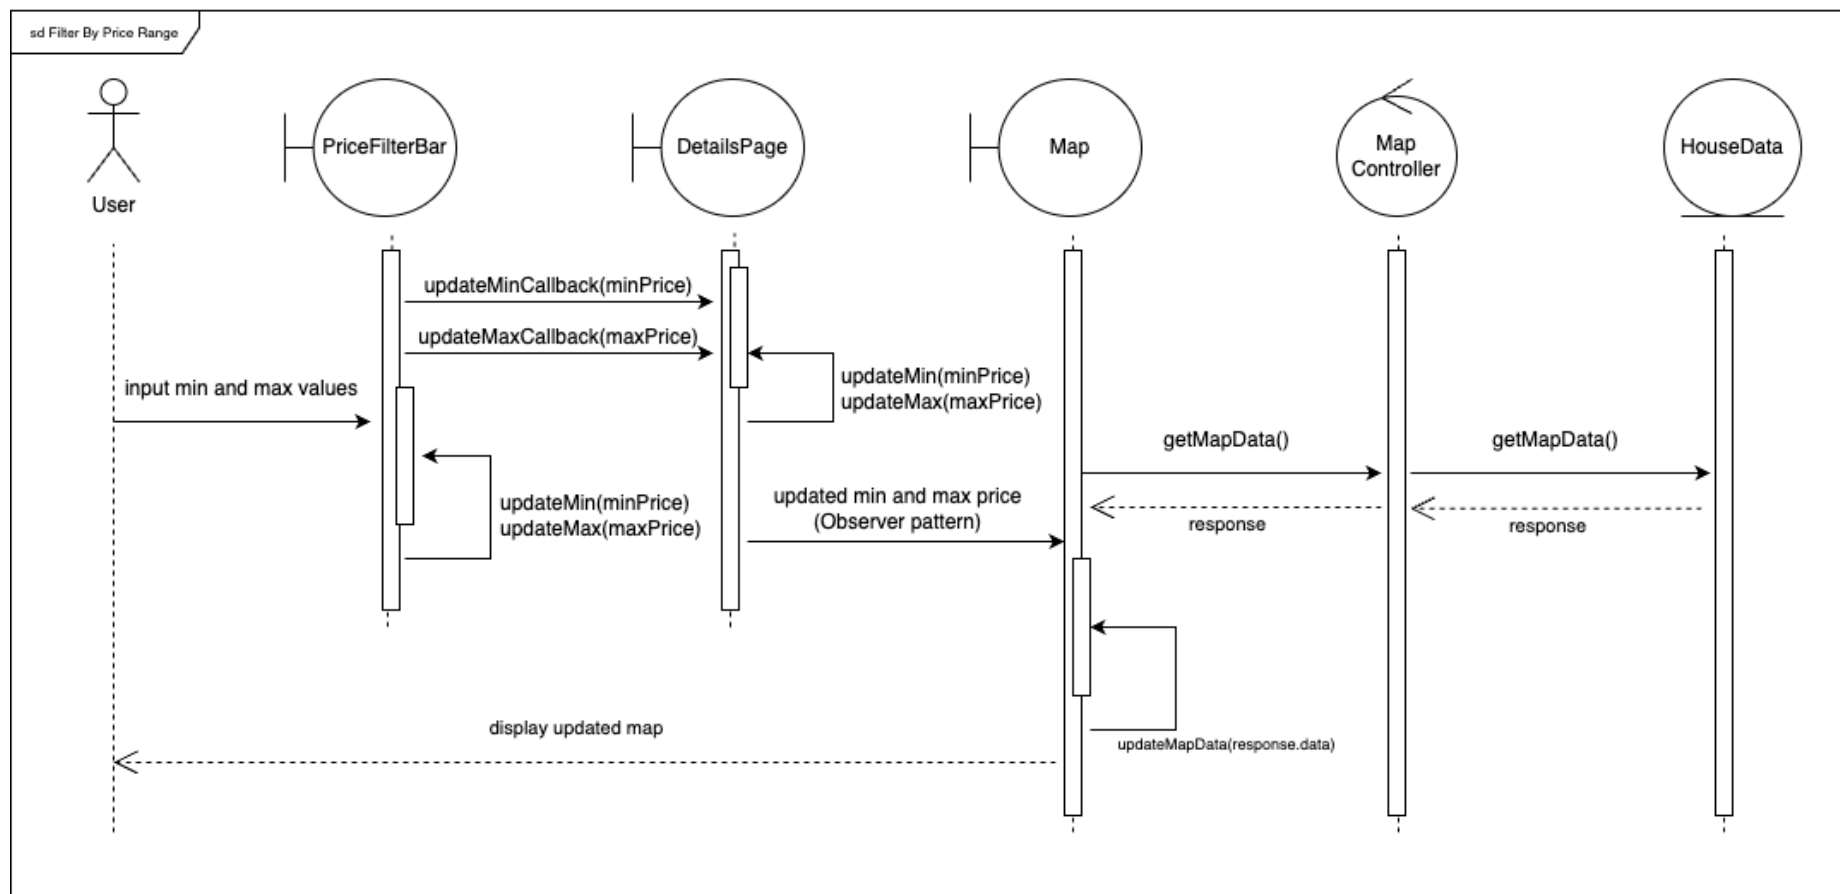 sd Filter By Price Range
User
PriceFilterBar
DetailsPage
Map
Map
Controller
HouseData
updateMinCallback(minPrice)
updateMaxCallback(maxPrice)
input min and max values
updateMin(minPrice)
updateMax(maxPrice)
getMapData()
getMapData()
updateMin(minPrice)
updateMax(maxPrice)
updated min and max price
(Observer pattern)
response
response
display updated map
updateMapData(response.data)